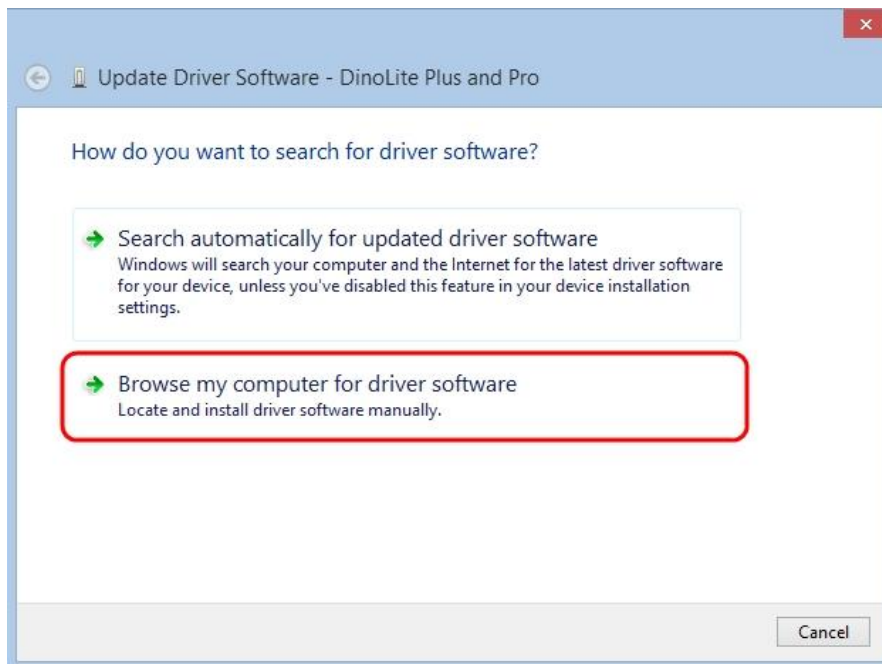 Update Driver Software - DinoLite Plus and Pro
How do you want to search for driver software?
Search automatically for updated driver software
Windows will search your computer and the Internet for the latest driver software
for your device, unless you've disabled this feature in your device installation
settings.
Browse my computer for driver software
Locate and install driver software manually.
Cancel